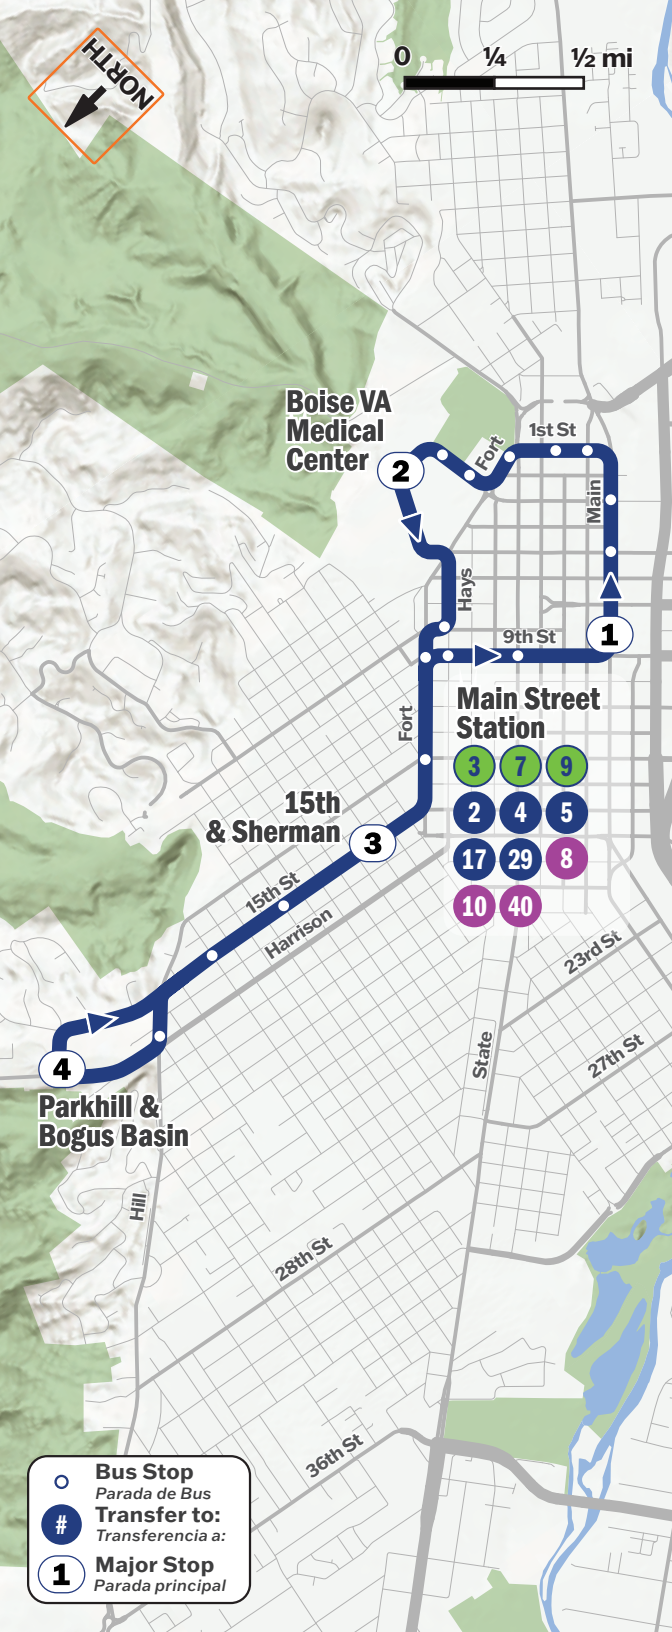 NORTH
0 ¼ ½ mi
Boise VA
Medical
Center
2
Fort
1st St
Main
Hays
9th St
1
Main Street
Station
3 7 9
2 4 5
17 29 8
10 40
Fort
15th
& Sherman
3
15th St
Harrison
23rd St
State
27th St
4
Parkhill &
Bogus Basin
Hill
28th St
36th St
Bus Stop
Parada de Bus
# Transfer to:
Transferencia a:
1 Major Stop
Parada principal